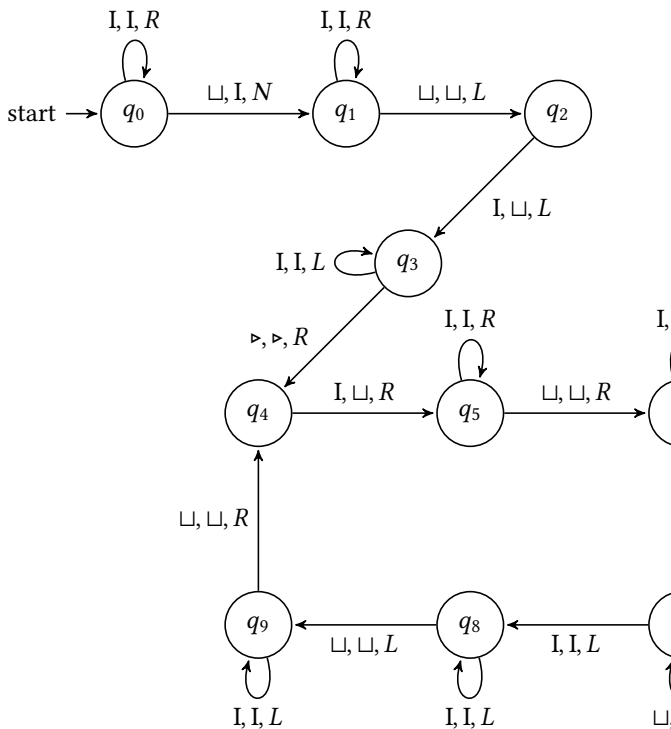 I, I, R I, I, R
start q₀ ⊔, I, N q₁ ⊔, ⊔, L q₂
I, ⊔, L
I, I, L q₃
▹, ▹, R I, I, R I,
q₄ I, ⊔, R q₅ ⊔, ⊔, R
⊔, ⊔, R
q₉ ⊔, ⊔, L q₈ I, I, L
I, I, L I, I, L ⊔,